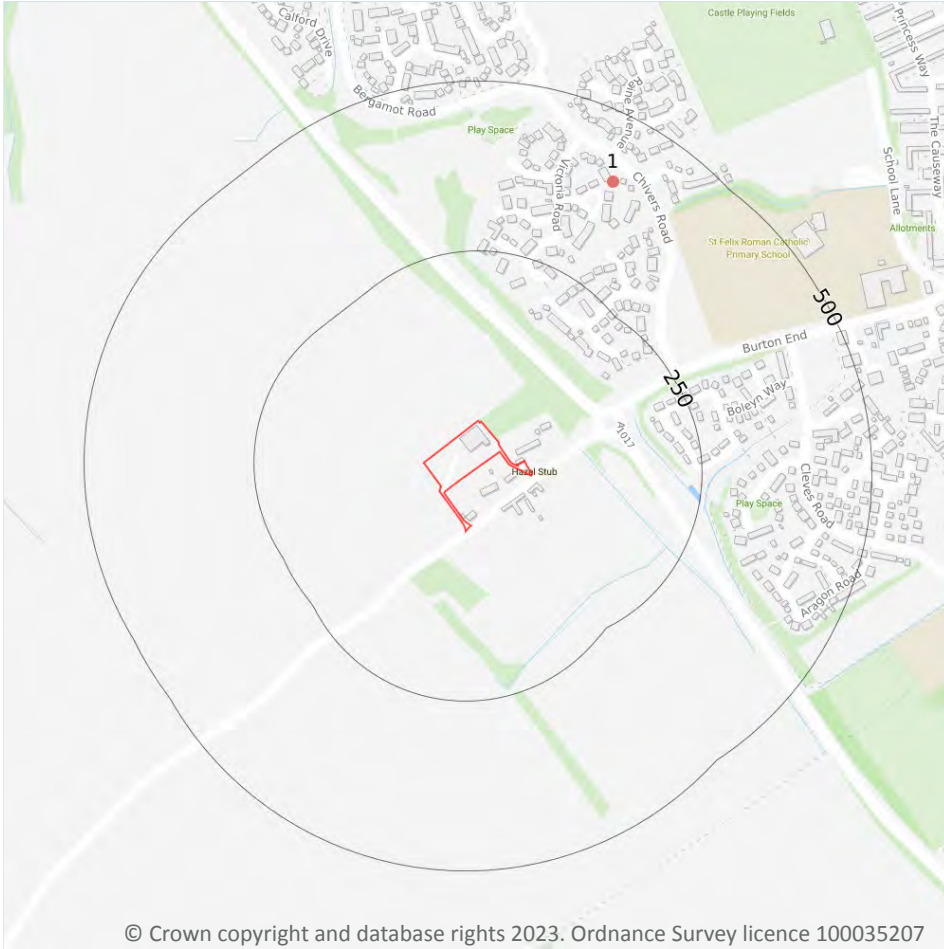 Castle Playing Fields
Princess Way
Calford Drive
Bergamot Road
Paine Avenue
The Causeway
Play Space
1
Victoria Road
Chivers Road
School Lane
Allotments
St Felix Roman Catholic
Primary School
500
Burton End
250
Boleyn Way
A1017
Hazel Stub
Cleves Road
Play Space
Aragon Road
© Crown copyright and database rights 2023. Ordnance Survey licence 100035207